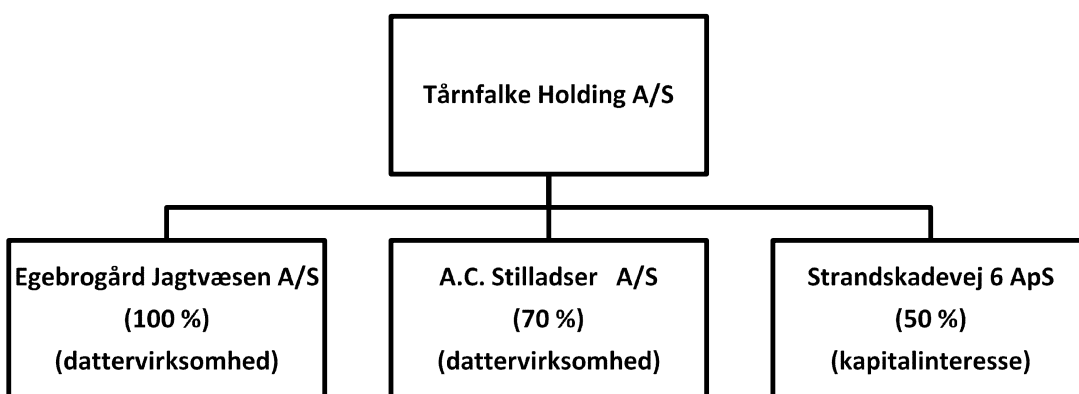 Tårnfalke Holding A/S
Egebrogård Jagtvæsen A/S
(100 %)
(dattervirksomhed)
A.C. Stilladser A/S
(70 %)
(dattervirksomhed)
Strandskadevej 6 ApS
(50 %)
(kapitalinteresse)